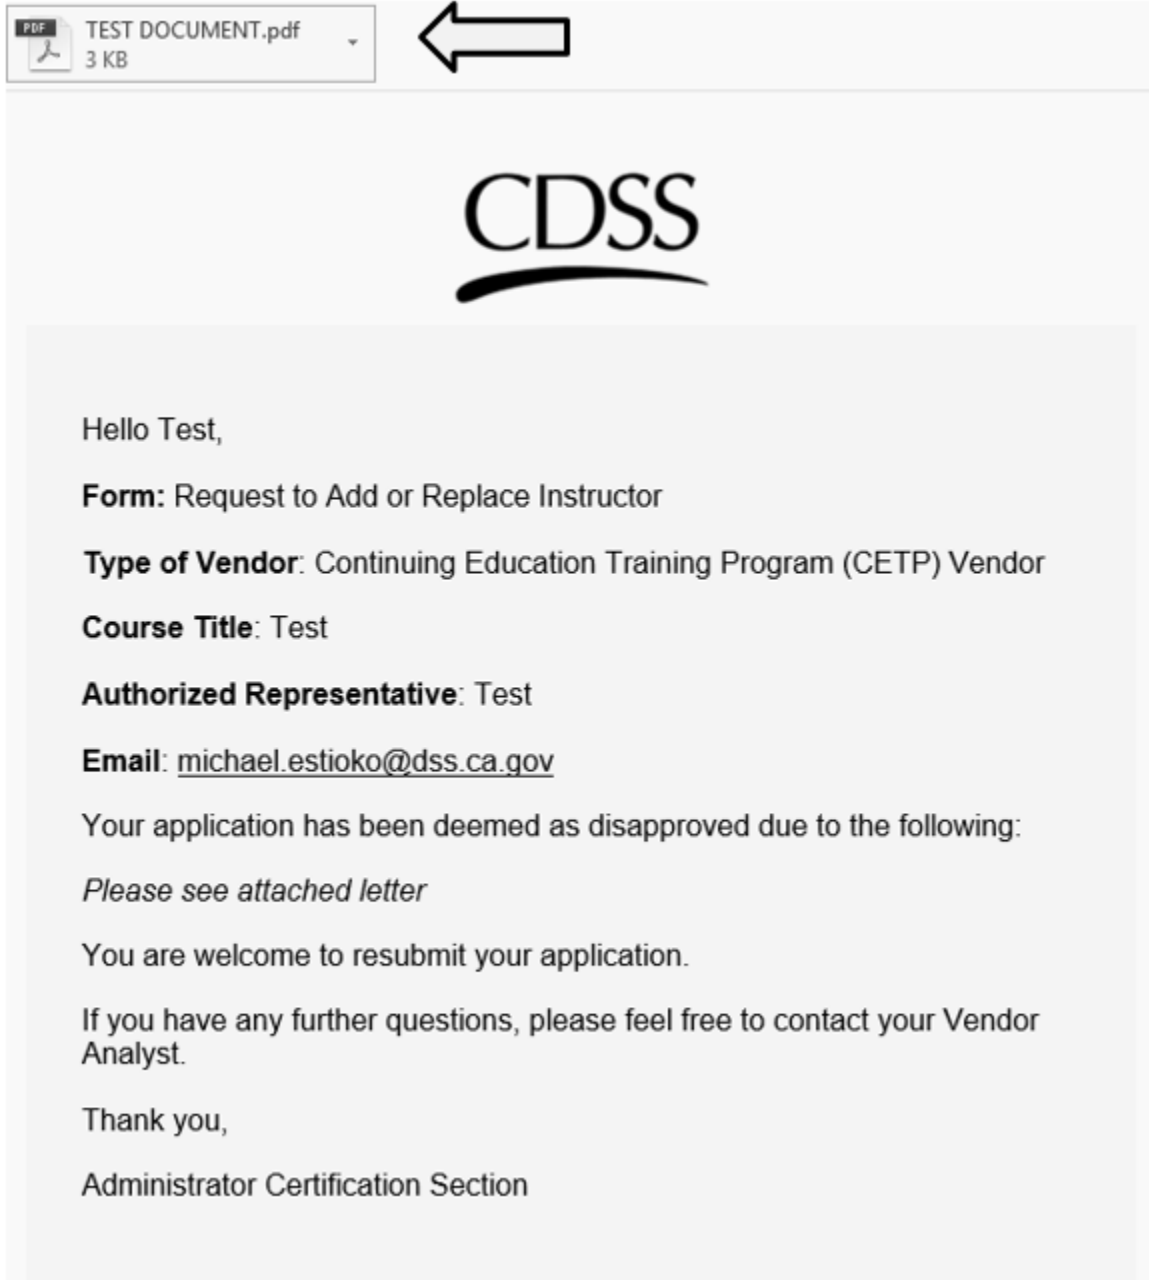 PDF
TEST DOCUMENT.pdf
3 KB
CDSS
Hello Test,
Form: Request to Add or Replace Instructor
Type of Vendor: Continuing Education Training Program (CETP) Vendor
Course Title: Test
Authorized Representative: Test
Email: michael.estioko@dss.ca.gov
Your application has been deemed as disapproved due to the following:
Please see attached letter
You are welcome to resubmit your application.
If you have any further questions, please feel free to contact your Vendor
Analyst.
Thank you,
Administrator Certification Section